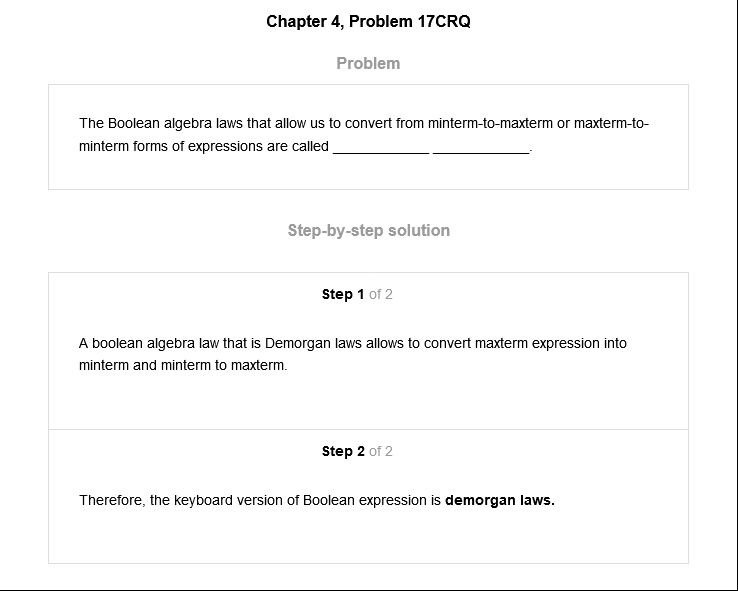 Chapter 4, Problem 17CRQ
Problem
The Boolean algebra laws that allow us to convert from minterm-to-maxterm or maxterm-to-
minterm forms of expressions are called _____________ _____________.
Step-by-step solution
Step 1 of 2
A boolean algebra law that is Demorgan laws allows to convert maxterm expression into
minterm and minterm to maxterm.
Step 2 of 2
Therefore, the keyboard version of Boolean expression is demorgan laws.